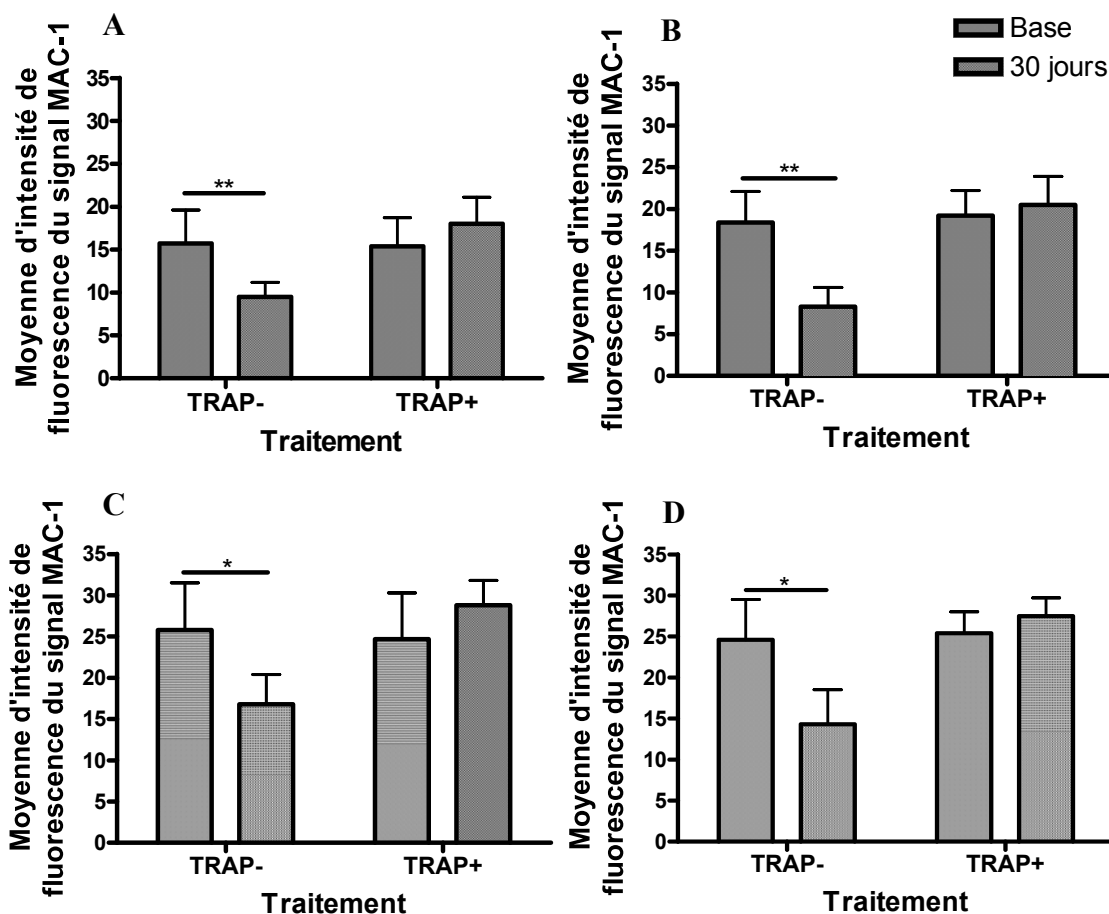 A
Moyenne d'intensité de
fluorescence du signal MAC-1
35
30
25
20
15
10
5
0
**
TRAP-
TRAP+
Traitement
B
Base
30 jours
Moyenne d'intensité de
fluorescence du signal MAC-1
35
30
25
20
15
10
5
0
**
TRAP-
TRAP+
Traitement
C
Moyenne d'intensité de
fluorescence du signal MAC-1
35
30
25
20
15
10
5
0
*
TRAP-
TRAP+
Traitement
D
Moyenne d'intensité de
fluorescence du signal MAC-1
35
30
25
20
15
10
5
0
*
TRAP-
TRAP+
Traitement